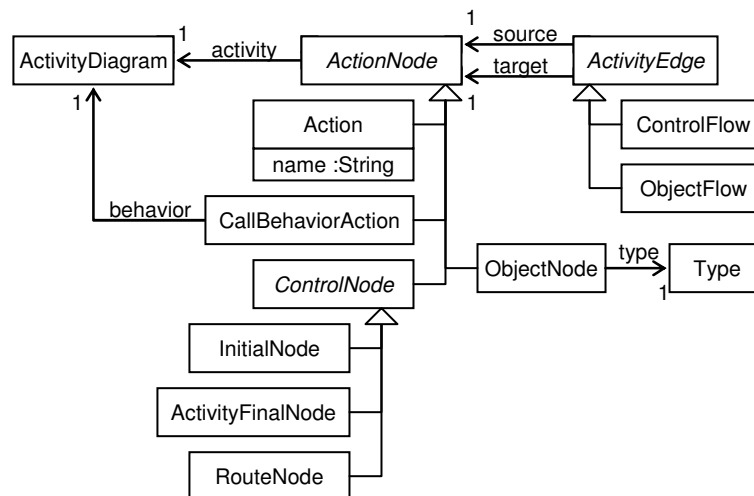 1
1
activity
source
ActivityDiagram
ActionNode
ActivityEdge
target
1
1
Action
ControlFlow
name :String
ObjectFlow
behavior
CallBehaviorAction
type
ObjectNode
Type
ControlNode
1
InitialNode
ActivityFinalNode
RouteNode